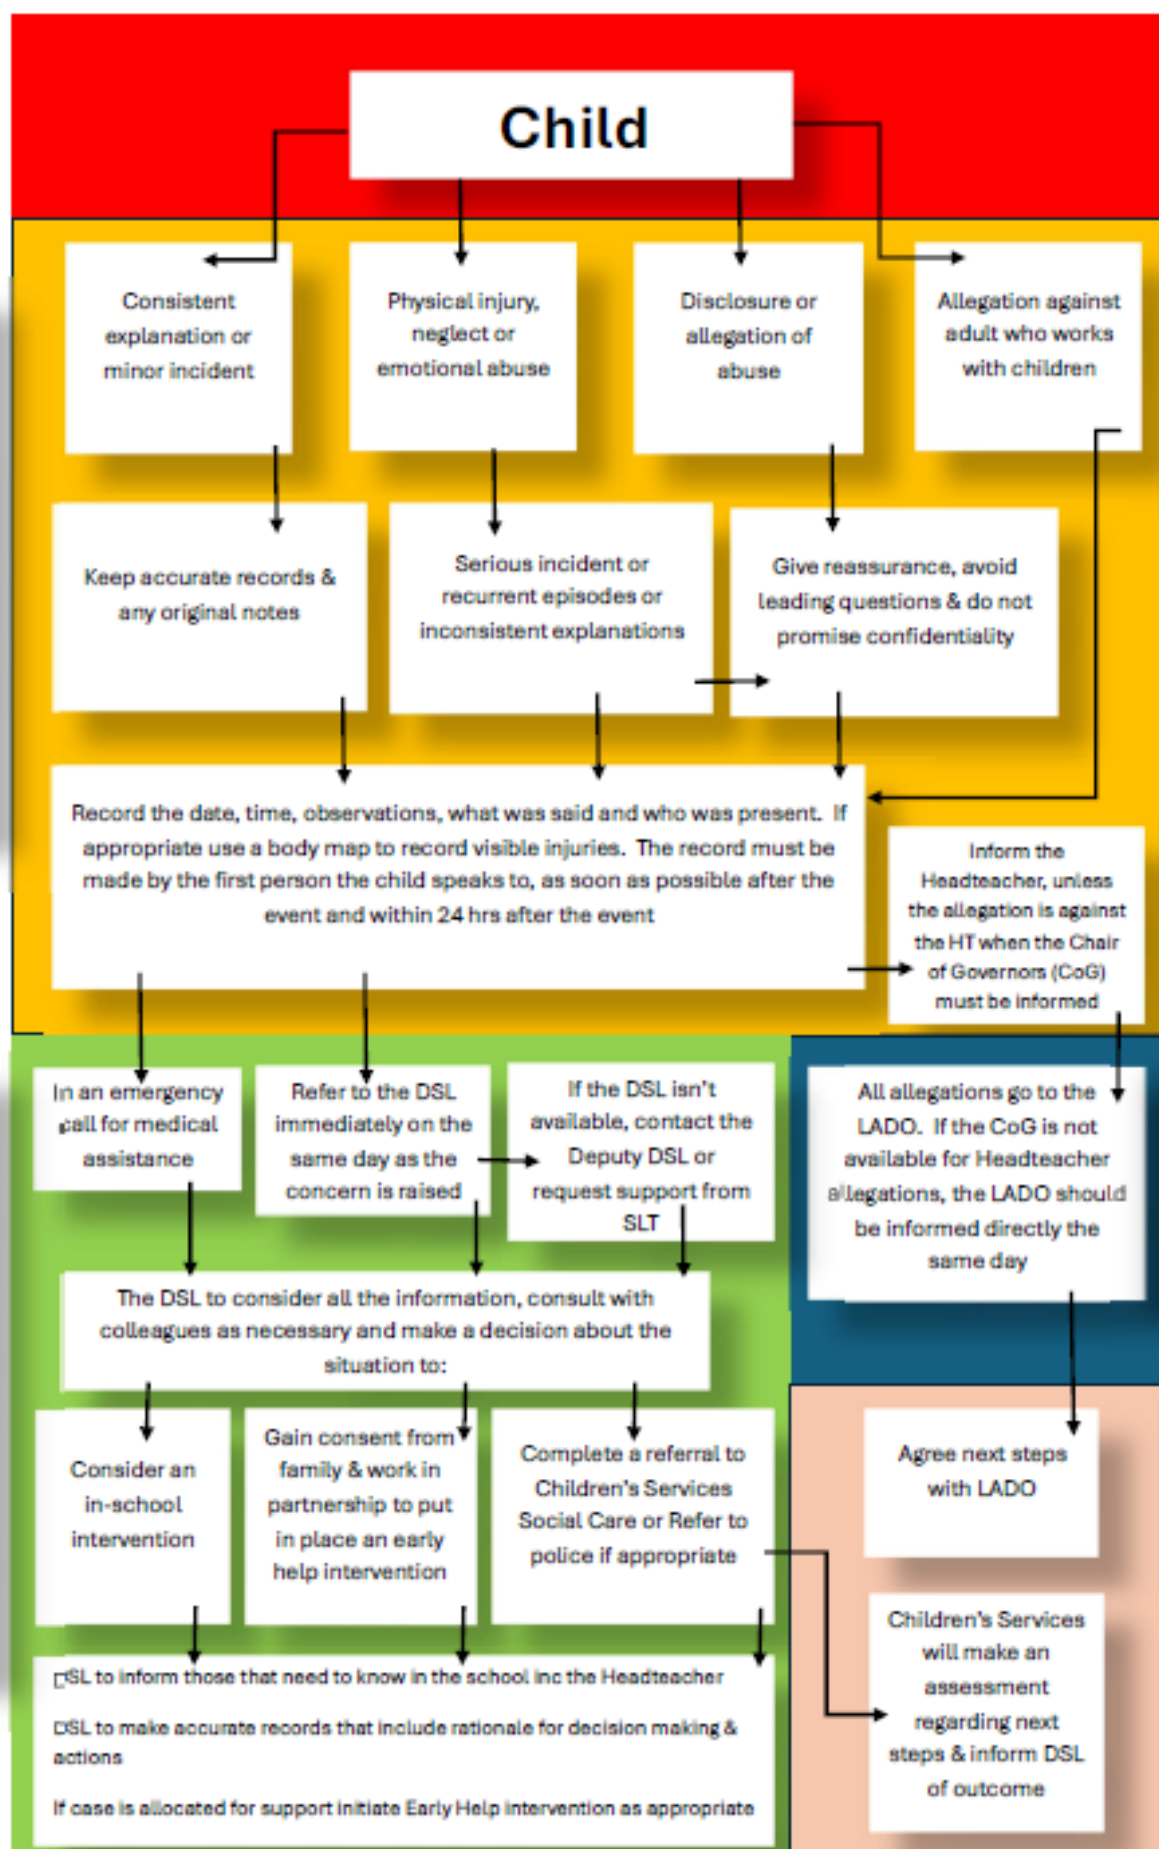 Child
Consistent
explanation or
minor incident
Physical injury,
neglect or
emotional abuse
Disclosure or
allegation of
abuse
Allegation against
adult who works
with children
Keep accurate records &
any original notes
Serious incident or
recurrent episodes or
inconsistent explanations
Give reassurance, avoid
leading questions & do not
promise confidentiality
Record the date, time, observations, what was said and who was present.  If
appropriate use a body map to record visible injuries.  The record must be
made by the first person the child speaks to, as soon as possible after the
event and within 24 hrs after the event
Inform the
Headteacher, unless
the allegation is against
the HT when the Chair
of Governors (CoG)
must be informed
In an emergency
call for medical
assistance
Refer to the DSL
immediately on the
same day as the
concern is raised
If the DSL isn't
available, contact the
Deputy DSL or
request support from
SLT
All allegations go to the
LADO.  If the CoG is not
available for Headteacher
allegations, the LADO should
be informed directly the
same day
The DSL to consider all the information, consult with
colleagues as necessary and make a decision about the
situation to:
Consider an
in-school
intervention
Gain consent from
family & work in
partnership to put
in place an early
help intervention
Complete a referral to
Children's Services
Social Care or Refer to
police if appropriate
Agree next steps
with LADO
Children's Services
will make an
assessment
regarding next
steps & inform DSL
of outcome
DSL to inform those that need to know in the school inc the Headteacher
DSL to make accurate records that include rationale for decision making &
actions
If case is allocated for support initiate Early Help intervention as appropriate